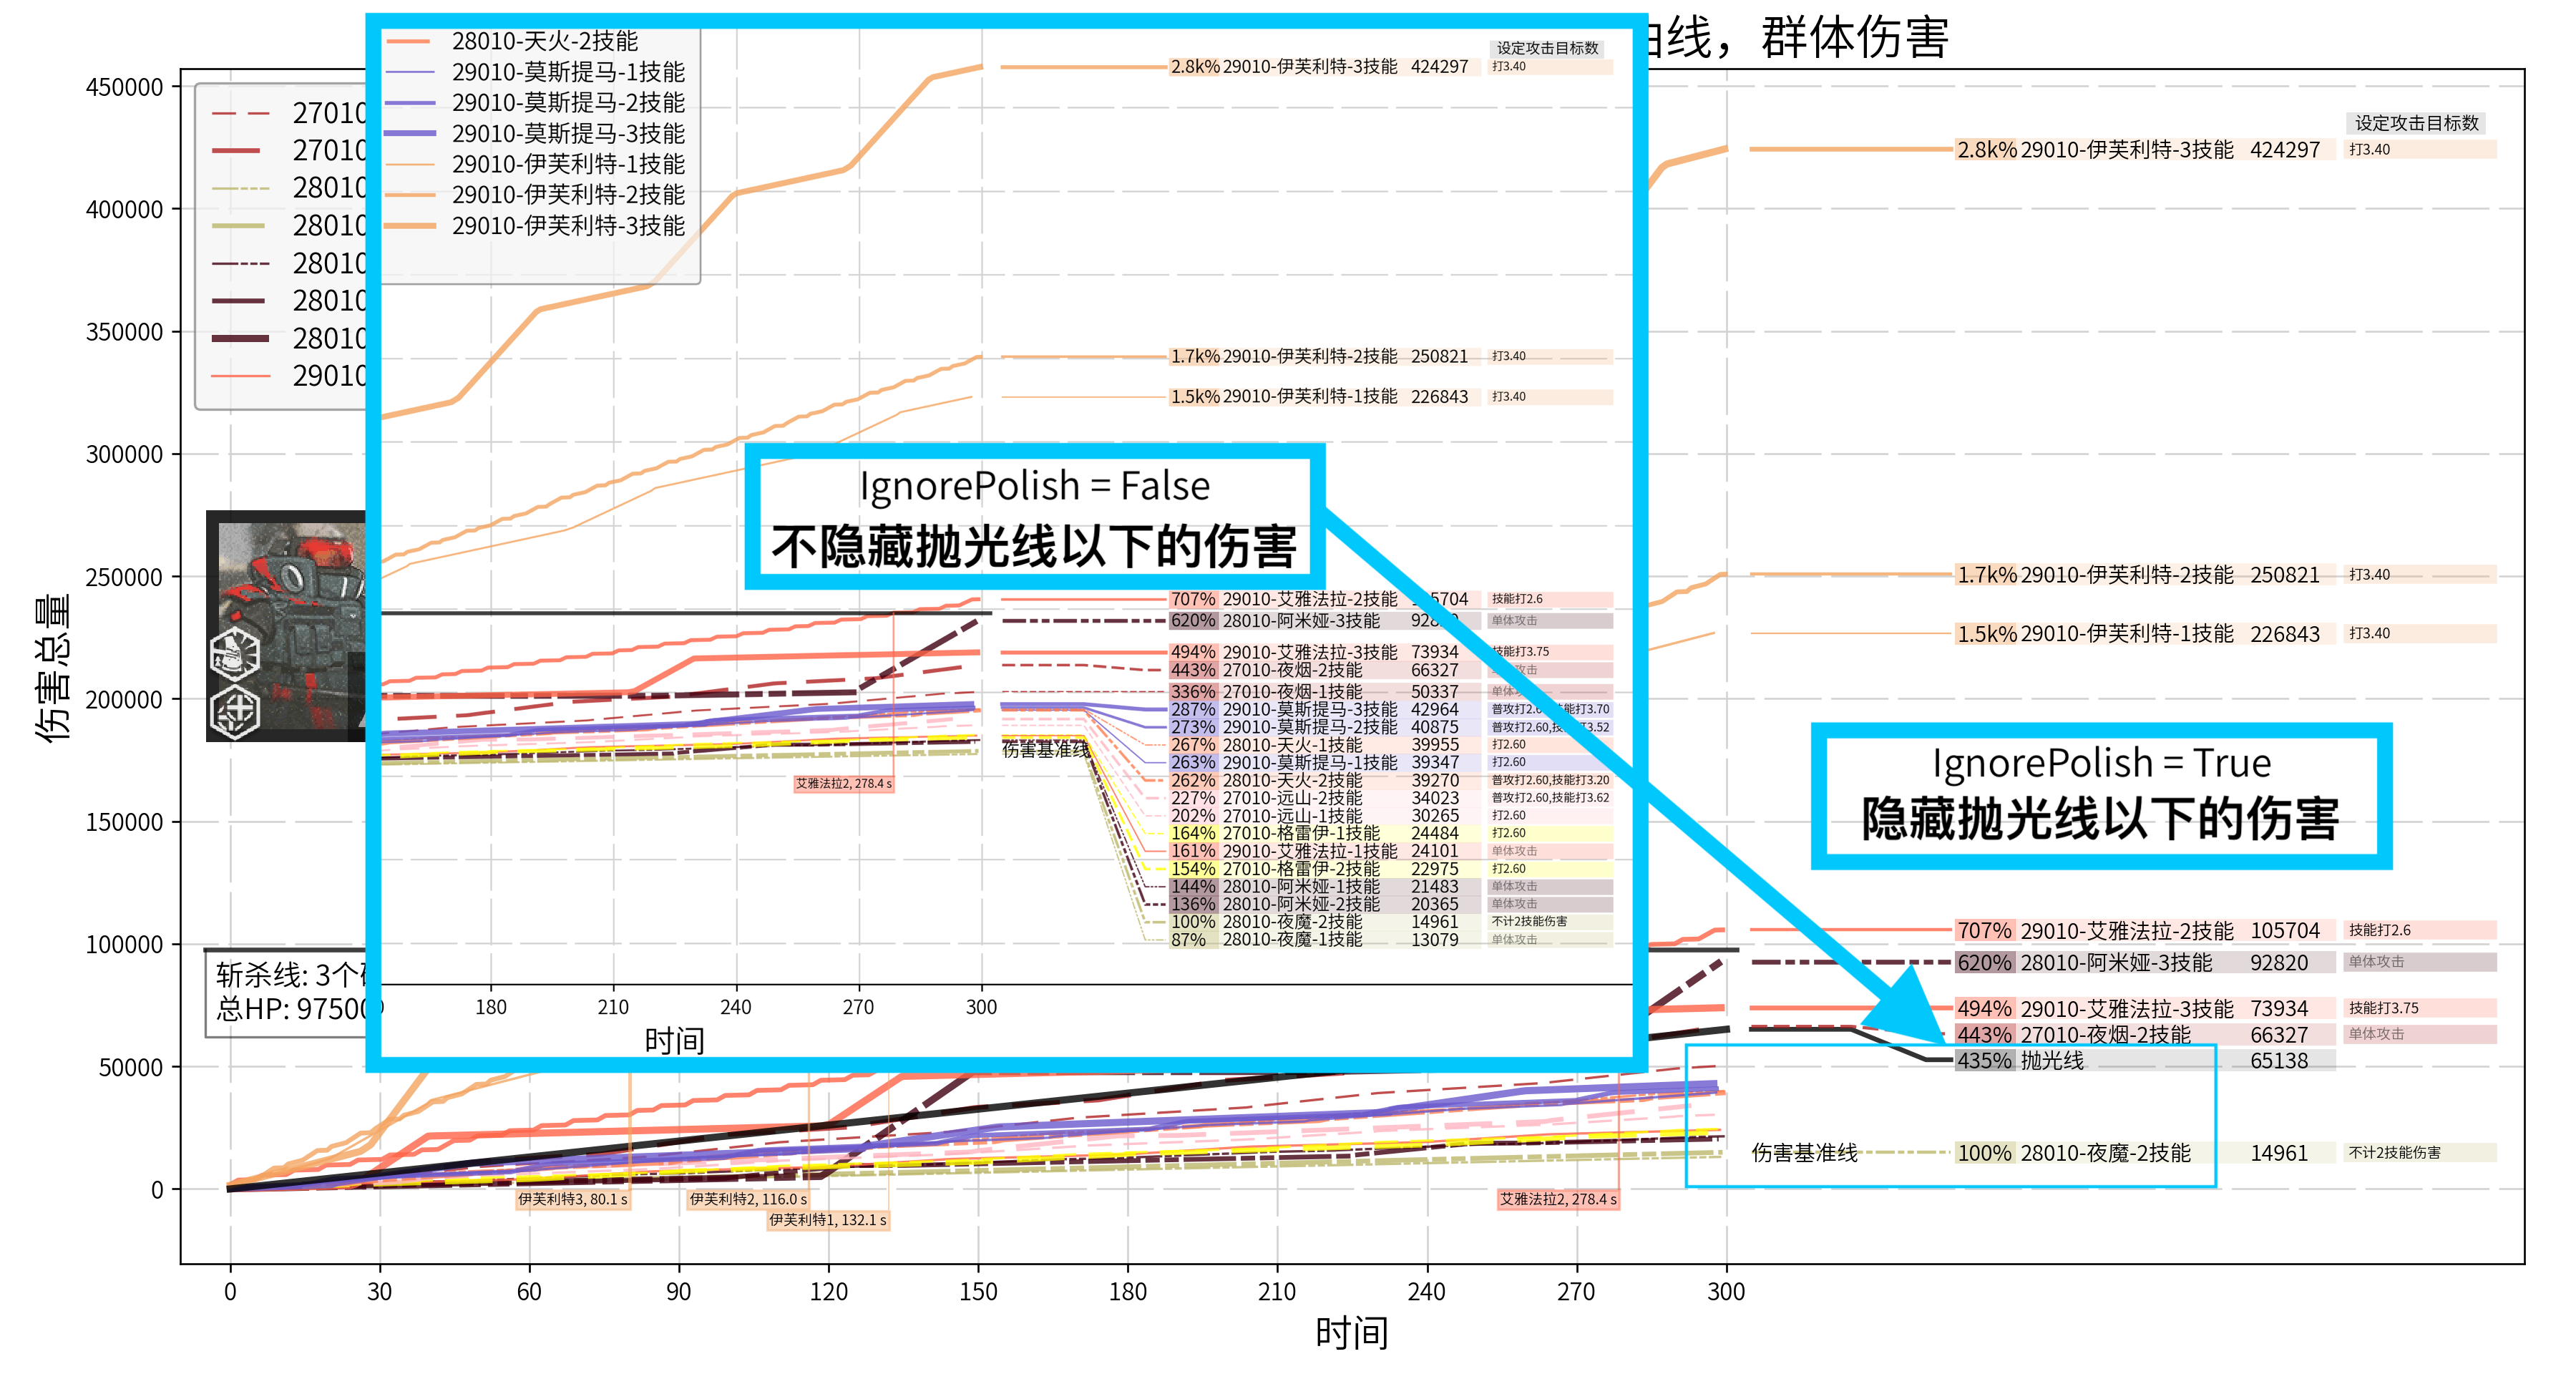 曲线，群体伤害
450000
400000
350000
300000
250000
200000
150000
100000
50000
0
伤害总量
27010
27010
28010
28010
28010
28010
28010
29010
斩杀线: 3个
总HP: 97500
28010-天火-2技能
29010-莫斯提马-1技能
29010-莫斯提马-2技能
29010-莫斯提马-3技能
29010-伊芙利特-1技能
29010-伊芙利特-2技能
29010-伊芙利特-3技能
设定攻击目标数
2.8k% 29010-伊芙利特-3技能 424297 打3.40
1.7k% 29010-伊芙利特-2技能 250821 打3.40
1.5k% 29010-伊芙利特-1技能 226843 打3.40
IgnorePolish = False
不隐藏抛光线以下的伤害
707% 29010-艾雅法拉-2技能 5704 技能打2.6
620% 28010-阿米娅-3技能 92 单体攻击
494% 29010-艾雅法拉-3技能 73934 技能打3.75
443% 27010-夜烟-2技能 66327 单体攻击
336% 27010-夜烟-1技能 50337 单体
287% 29010-莫斯提马-3技能 42964 普攻打2.6 技能打3.70
273% 29010-莫斯提马-2技能 40875 普攻打2.60,技 3.52
267% 28010-天火-1技能 39955 打2.60
263% 29010-莫斯提马-1技能 39347 打2.60
262% 28010-天火-2技能 39270 普攻打2.60,技能打3.20
227% 27010-远山-2技能 34023 普攻打2.60,技能打3.62
202% 27010-远山-1技能 30265 打2.60
164% 27010-格雷伊-1技能 24484 打2.60
161% 29010-艾雅法拉-1技能 24101 单体攻击
154% 27010-格雷伊-2技能 22975 打2.60
144% 28010-阿米娅-1技能 21483 单体攻击
136% 28010-阿米娅-2技能 20365 单体攻击
100% 28010-夜魔-2技能 14961 不计2技能伤害
87% 28010-夜魔-1技能 13079 单体攻击
伤害基准线
艾雅法拉2, 278.4 s
180 210 240 270 300
时间
设定攻击目标数
2.8k% 29010-伊芙利特-3技能 424297 打3.40
1.7k% 29010-伊芙利特-2技能 250821 打3.40
1.5k% 29010-伊芙利特-1技能 226843 打3.40
IgnorePolish = True
隐藏抛光线以下的伤害
707% 29010-艾雅法拉-2技能 105704 技能打2.6
620% 28010-阿米娅-3技能 92820 单体攻击
494% 29010-艾雅法拉-3技能 73934 技能打3.75
443% 27010-夜烟-2技能 66327 单体攻击
435% 抛光线 65138
伤害基准线 100% 28010-夜魔-2技能 14961 不计2技能伤害
伊芙利特3, 80.1 s
伊芙利特2, 116.0 s
伊芙利特1, 132.1 s
艾雅法拉2, 278.4 s
0 30 60 90 120 150 180 210 240 270 300
时间